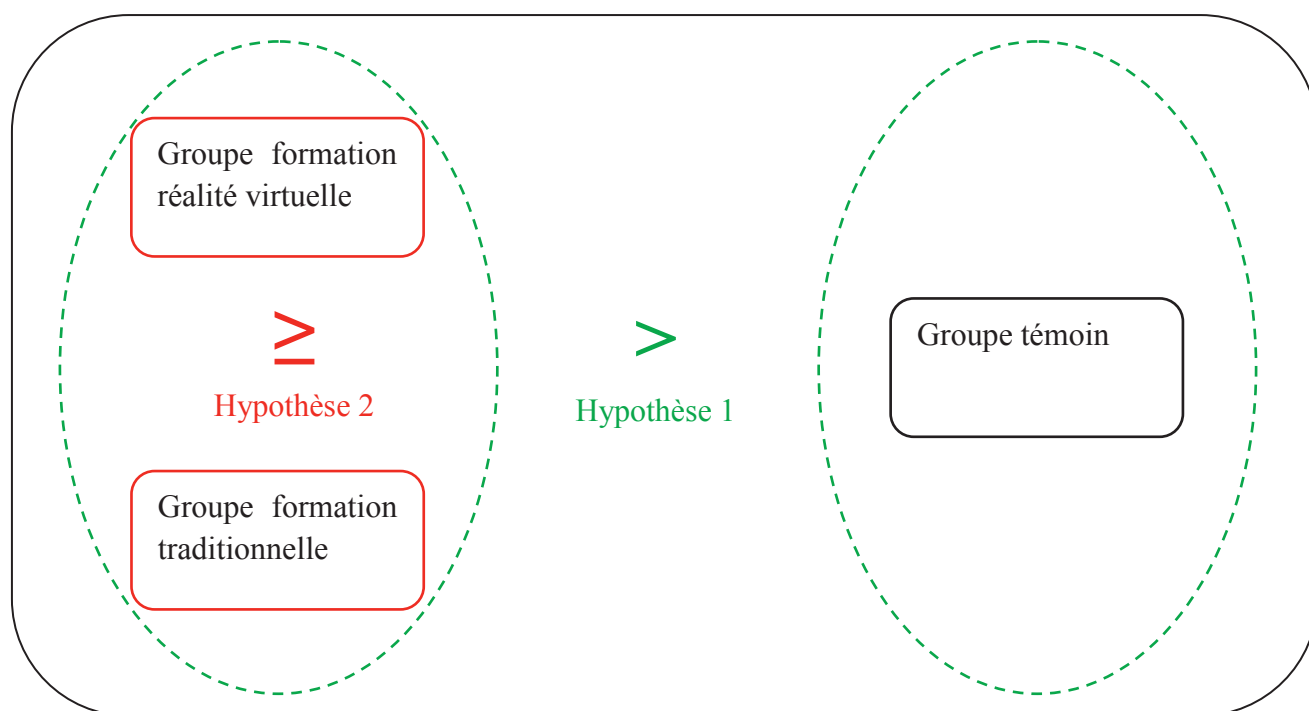 Groupe formation
réalité virtuelle
≥
Hypothèse 2
Groupe formation
traditionnelle
>
Hypothèse 1
Groupe témoin